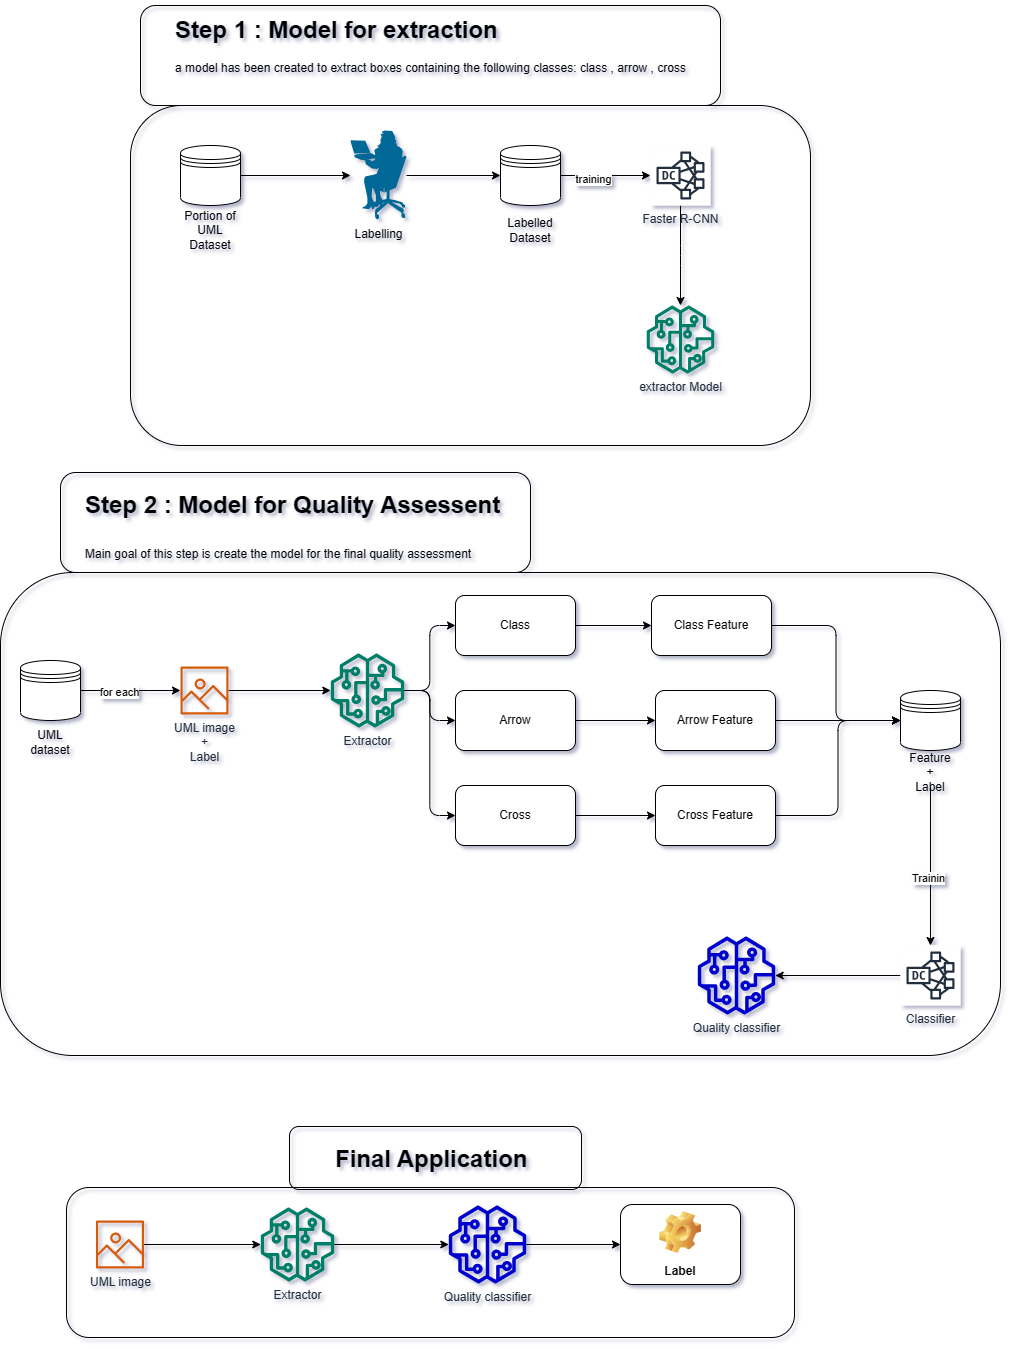 Step 1 : Model for extraction
a model has been created to extract boxes containing the following classes: class , arrow , cross
Portion of
UML
Dataset
Labelling
Labelled
Dataset
training
DC
Faster R-CNN
extractor Model
Step 2 : Model for Quality Assessent
Main goal of this step is create the model for the final quality assessment
UML
dataset
for each
UML image
+
Label
Extractor
Class
Class Feature
Arrow
Arrow Feature
Cross
Cross Feature
Feature
+
Label
Trainin
DC
Classifier
Quality classifier
Final Application
UML image
Extractor
Quality classifier
Label